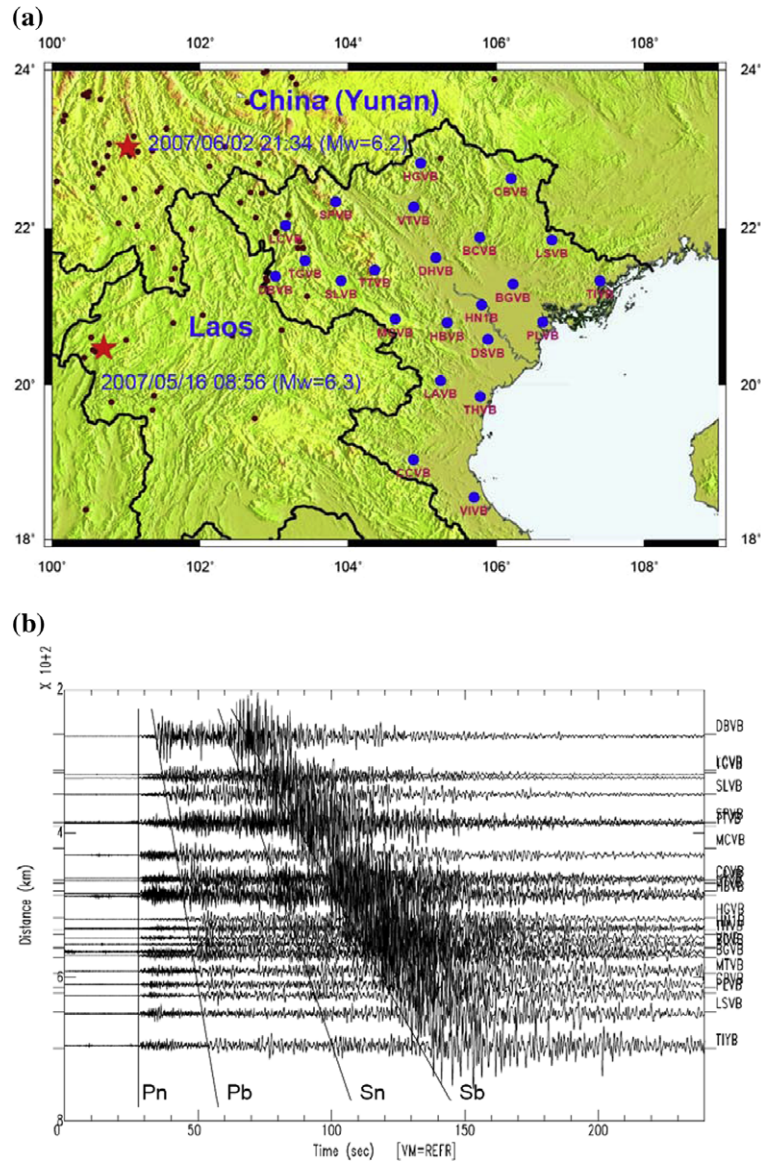 (a)
100° 102° 104° 106° 108°
24° 24°
China (Yunan)
2007/06/02 21:34 (Mw=6.2)
HGVB
CBVB
SPVB
VTVB
22° 22°
LCVB
BCVB
LSVB
TGVB
DHVB
DBVB
SLVB
TTVB
BGVB
TIYB
HN1B
Laos
MCVB
HBVB
PLVB
DSVB
2007/05/16 08:56 (Mw=6.3)
20° 20°
LAVB
THVB
CCVB
VIVB
18° 18°
100° 102° 104° 106° 108°
(b)
X 10+2
2
DBVB
LCVB
SLVB
4
MCVB
HGVB
BGVB
MTVB
6
PLVB
LSVB
TIYB
Pn Pb Sn Sb
8
0 50 100 150 200
Distance (km)
Time (sec) [VM=REFR]